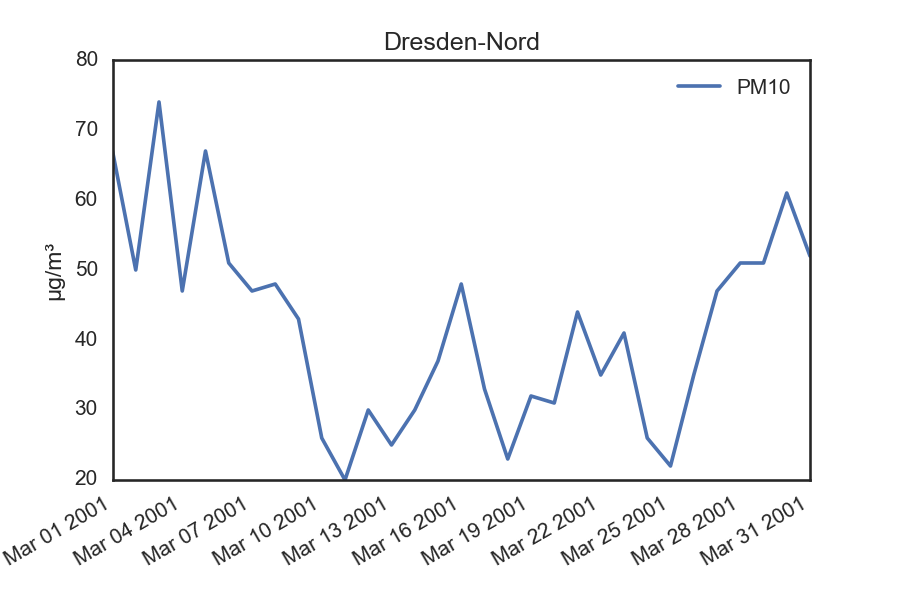 Dresden-Nord
80
70
60
50
40
30
20
µg/m³
PM10
Mar 01 2001
Mar 04 2001
Mar 07 2001
Mar 10 2001
Mar 13 2001
Mar 16 2001
Mar 19 2001
Mar 22 2001
Mar 25 2001
Mar 28 2001
Mar 31 2001